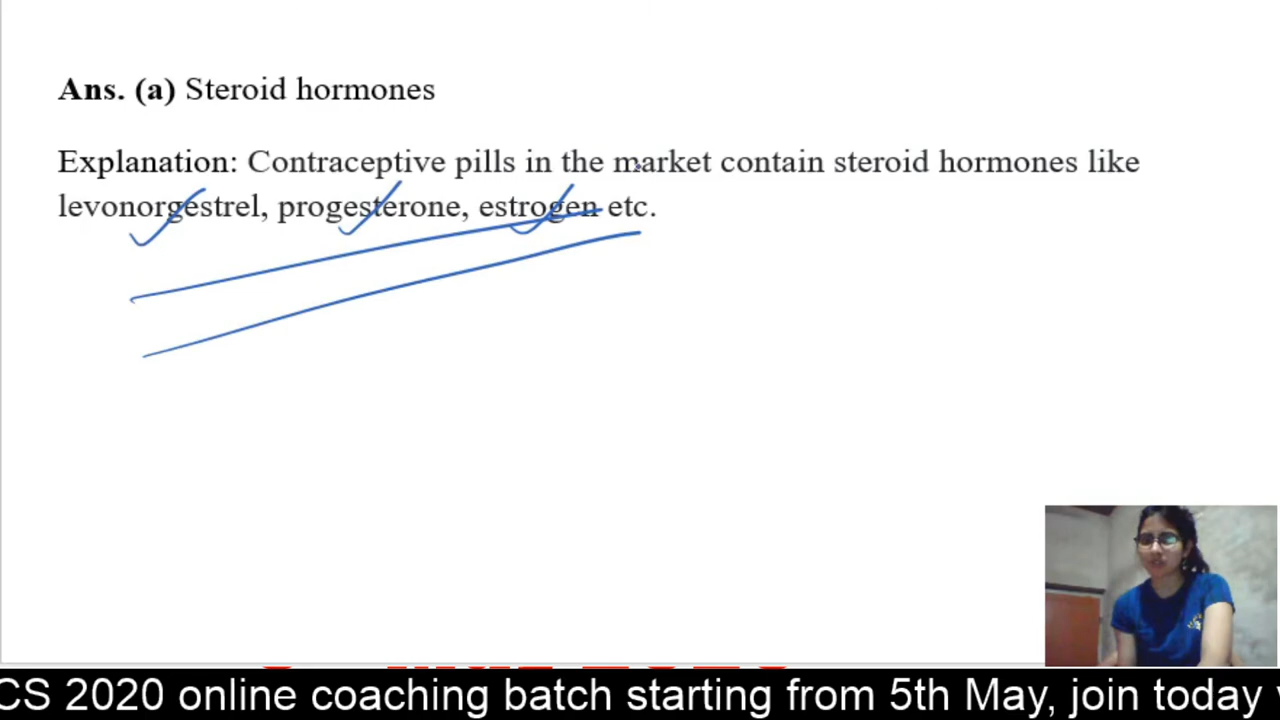 Ans. (a) Steroid hormones
Explanation: Contraceptive pills in the market contain steroid hormones like
levonorgestrel, progesterone, estrogen etc.
CS 2020 online coaching batch starting from 5th May, join today